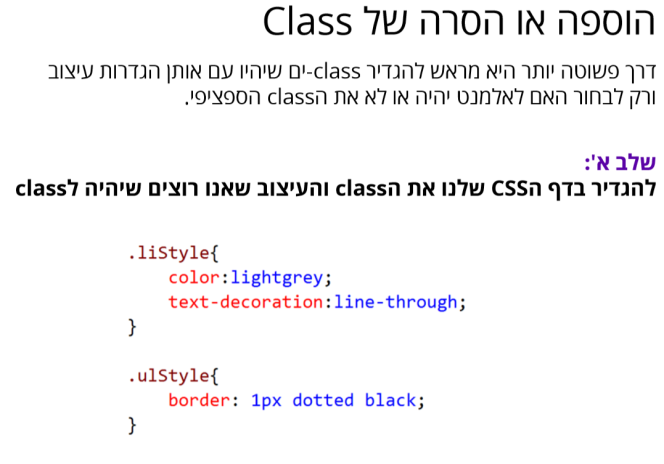 הוספה או הסרה של Class
דרך פשוטה יותר היא מראש להגדיר class-ים שיהיו עם אותן הגדרות עיצוב
ורק לבחור האם לאלמנט יהיה או לא את הclass הספציפי.
שלב א':
להגדיר בדף הCSS שלנו את הclass והעיצוב שאנו רוצים שיהיה לclass
.liStyle{
    color:lightgrey;
    text-decoration:line-through;
}
.ulStyle{
    border: 1px dotted black;
}